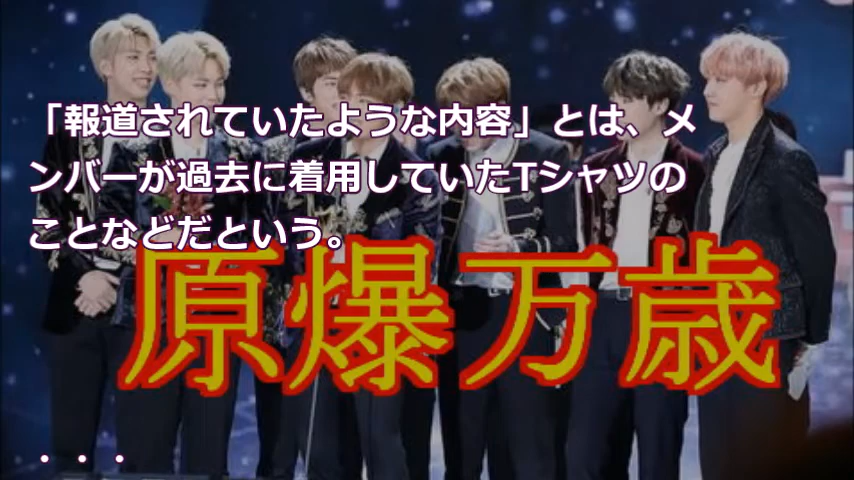 「報道されていたような内容」とは、メ
ンバーが過去に着用していたTシャツの
ことなどだという。
原爆万歳
・・・